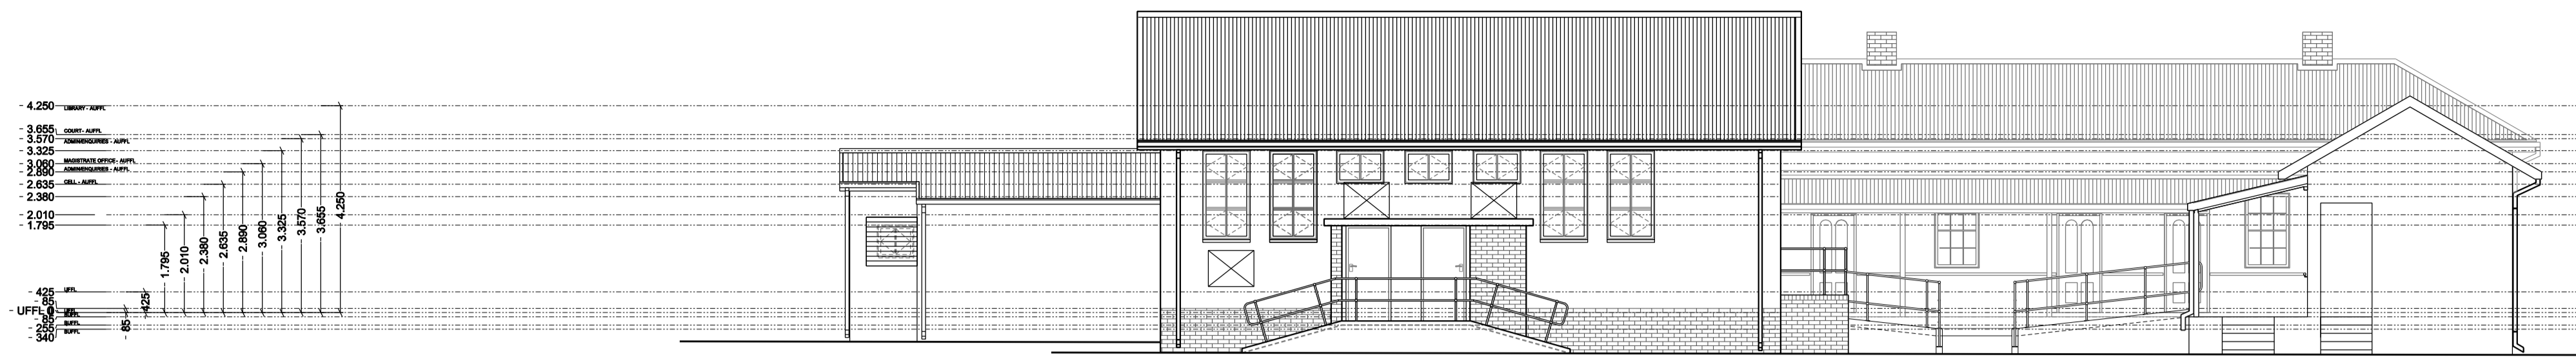 4.250 LIBRARY - AUFFL
3.655 COURT - AUFFL
3.570 ADMIN/ENQUIRIES - AUFFL
3.325
3.060 MAGISTRATE OFFICE - AUFFL
2.890 ADMIN/ENQUIRIES - AUFFL
2.635 CELL - AUFFL
2.380
2.010
1.795
425 UFFL
85 UFFL
UFFL 0
85 SUFFL
255 SUFFL
340 SUFFL
85
425
1.795
2.010
2.380
2.635
2.890
3.060
3.325
3.570
3.655
4.250